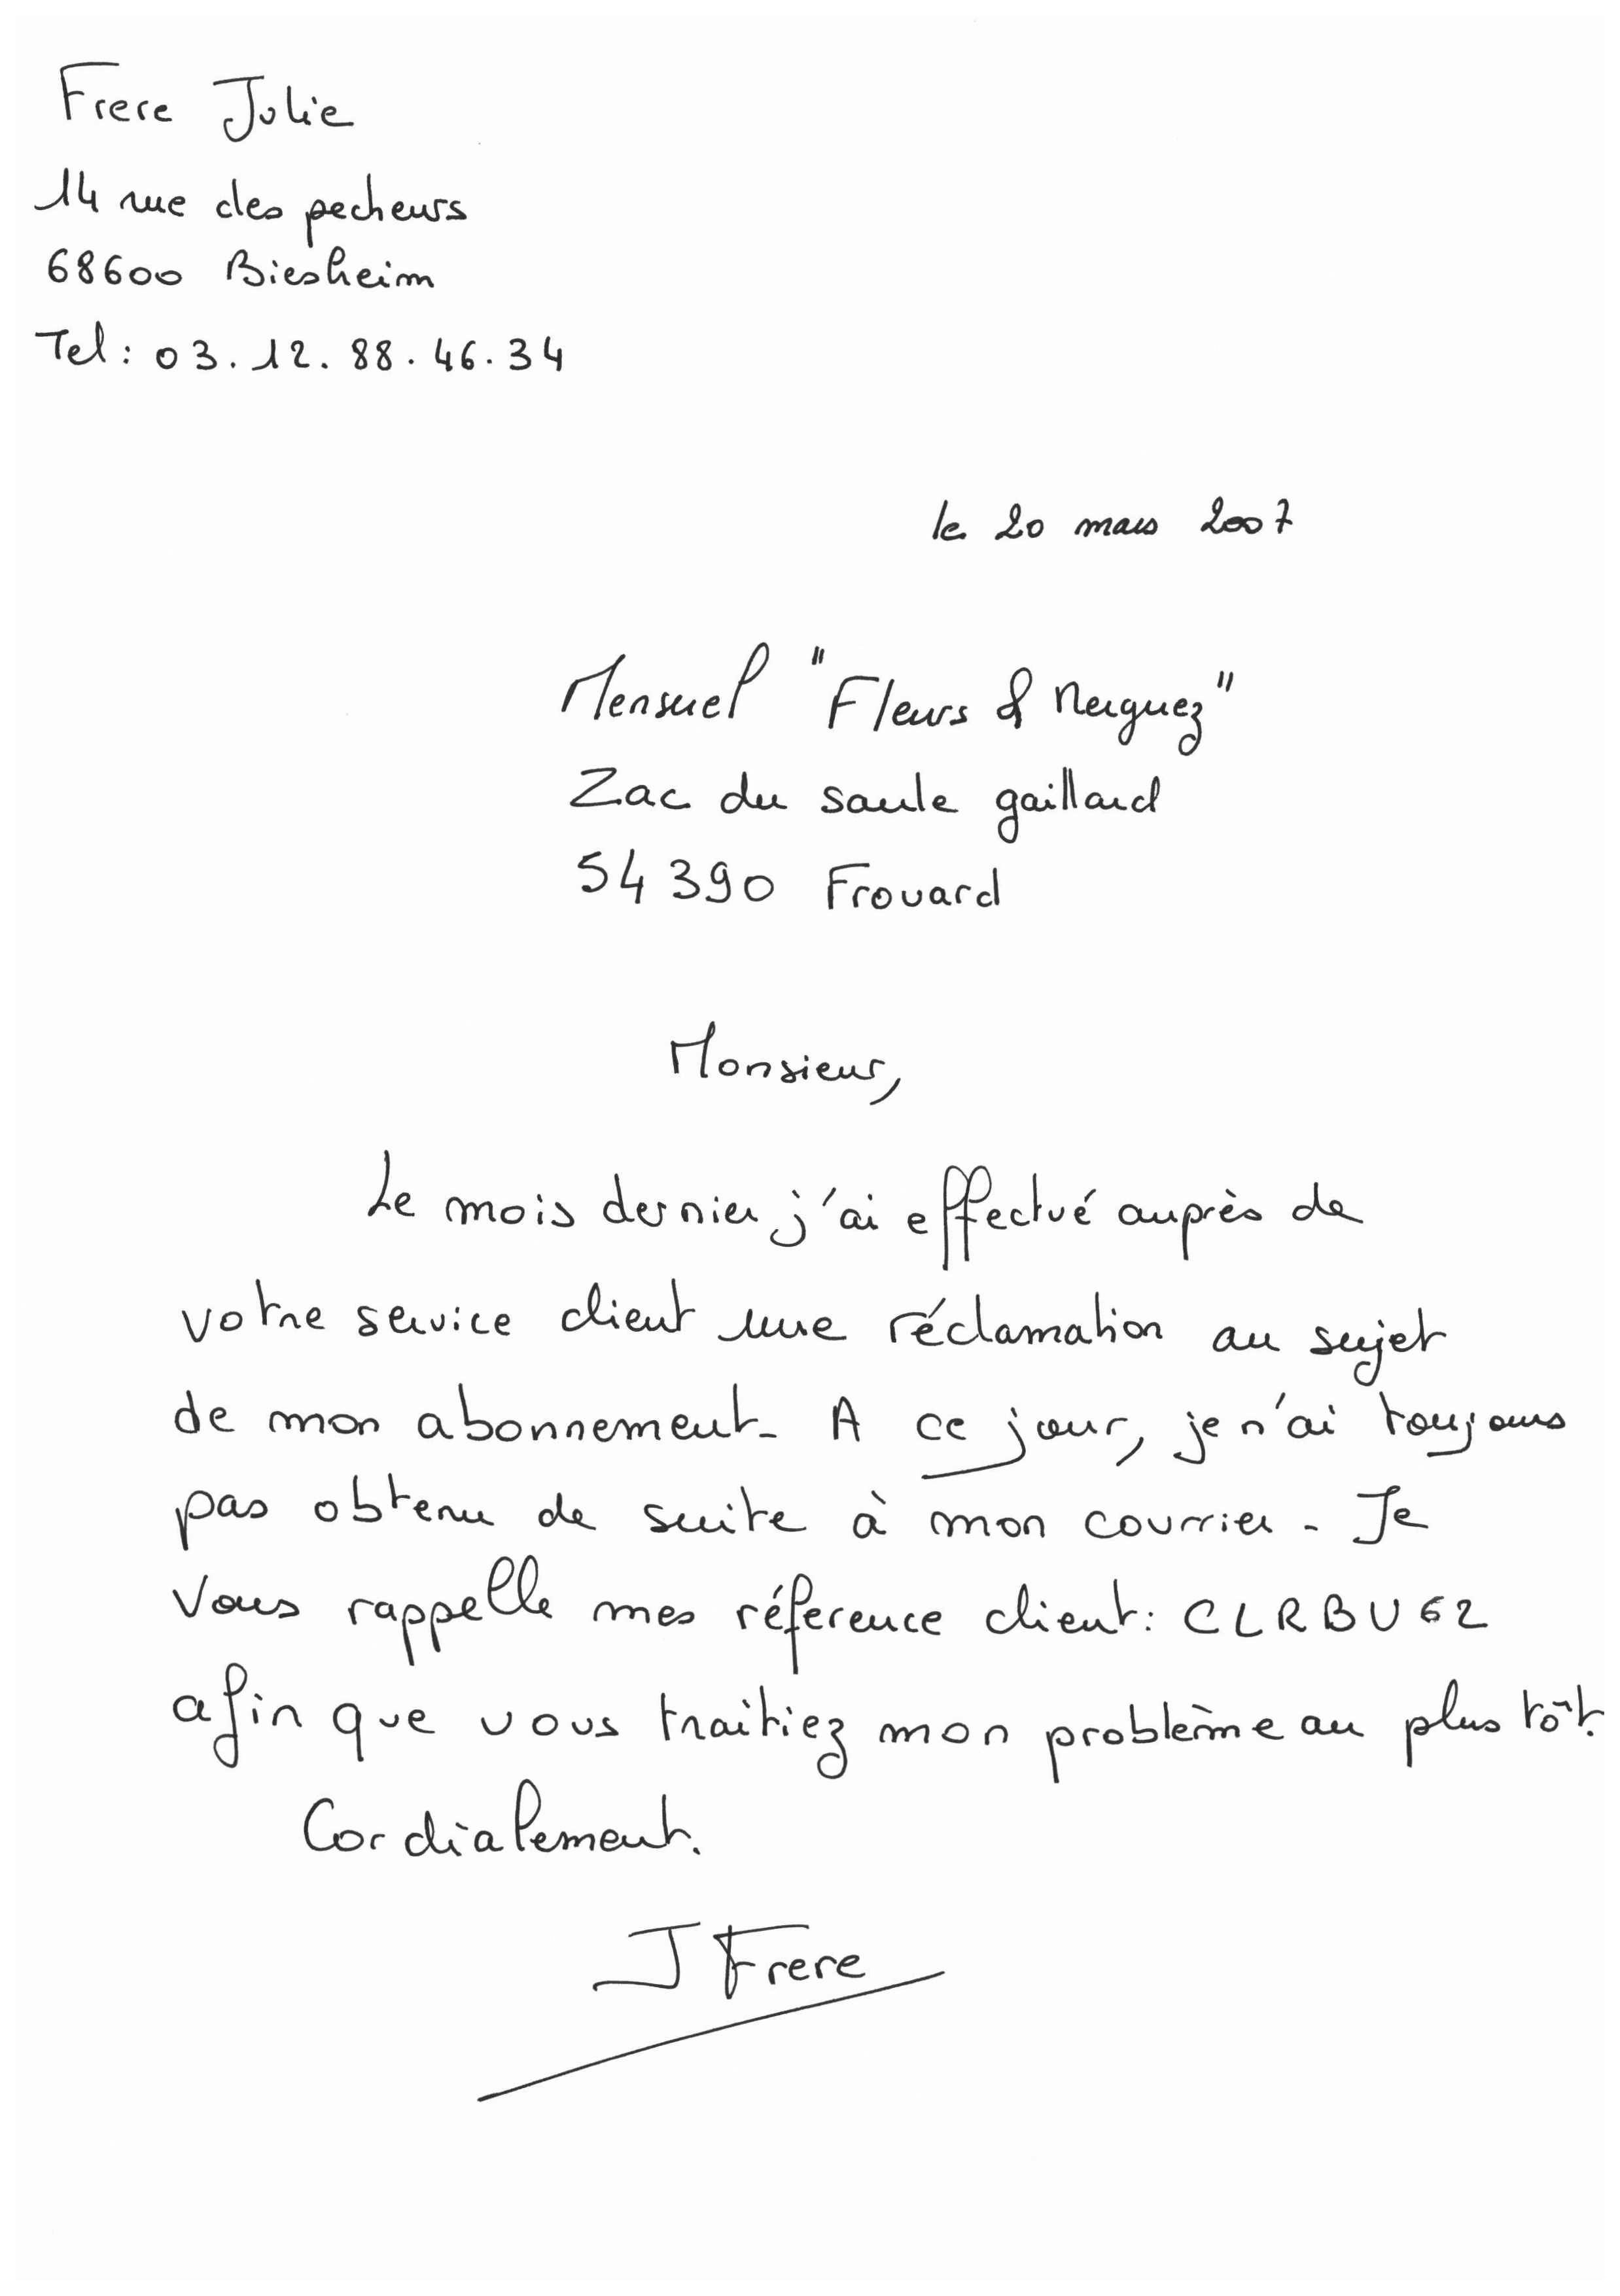 Frere Julie
14 rue des pecheurs
68600 Biesheim
Tel : 03.12.88.46.34
le 20 mars 2007
Mensuel "Fleurs & Merguez"
Zac du saule gaillard
54390 Frouard
Monsieur,
Le mois dernier j'ai effectué auprès de
votre service client une réclamation au sujet
de mon abonnement. A ce jour, je n'ai toujours
pas obtenu de suite à mon courrier. Je
vous rappelle mes réference client : CLRBU62
afin que vous traitiez mon problème au plus tôt.
Cordialement.
J Frere